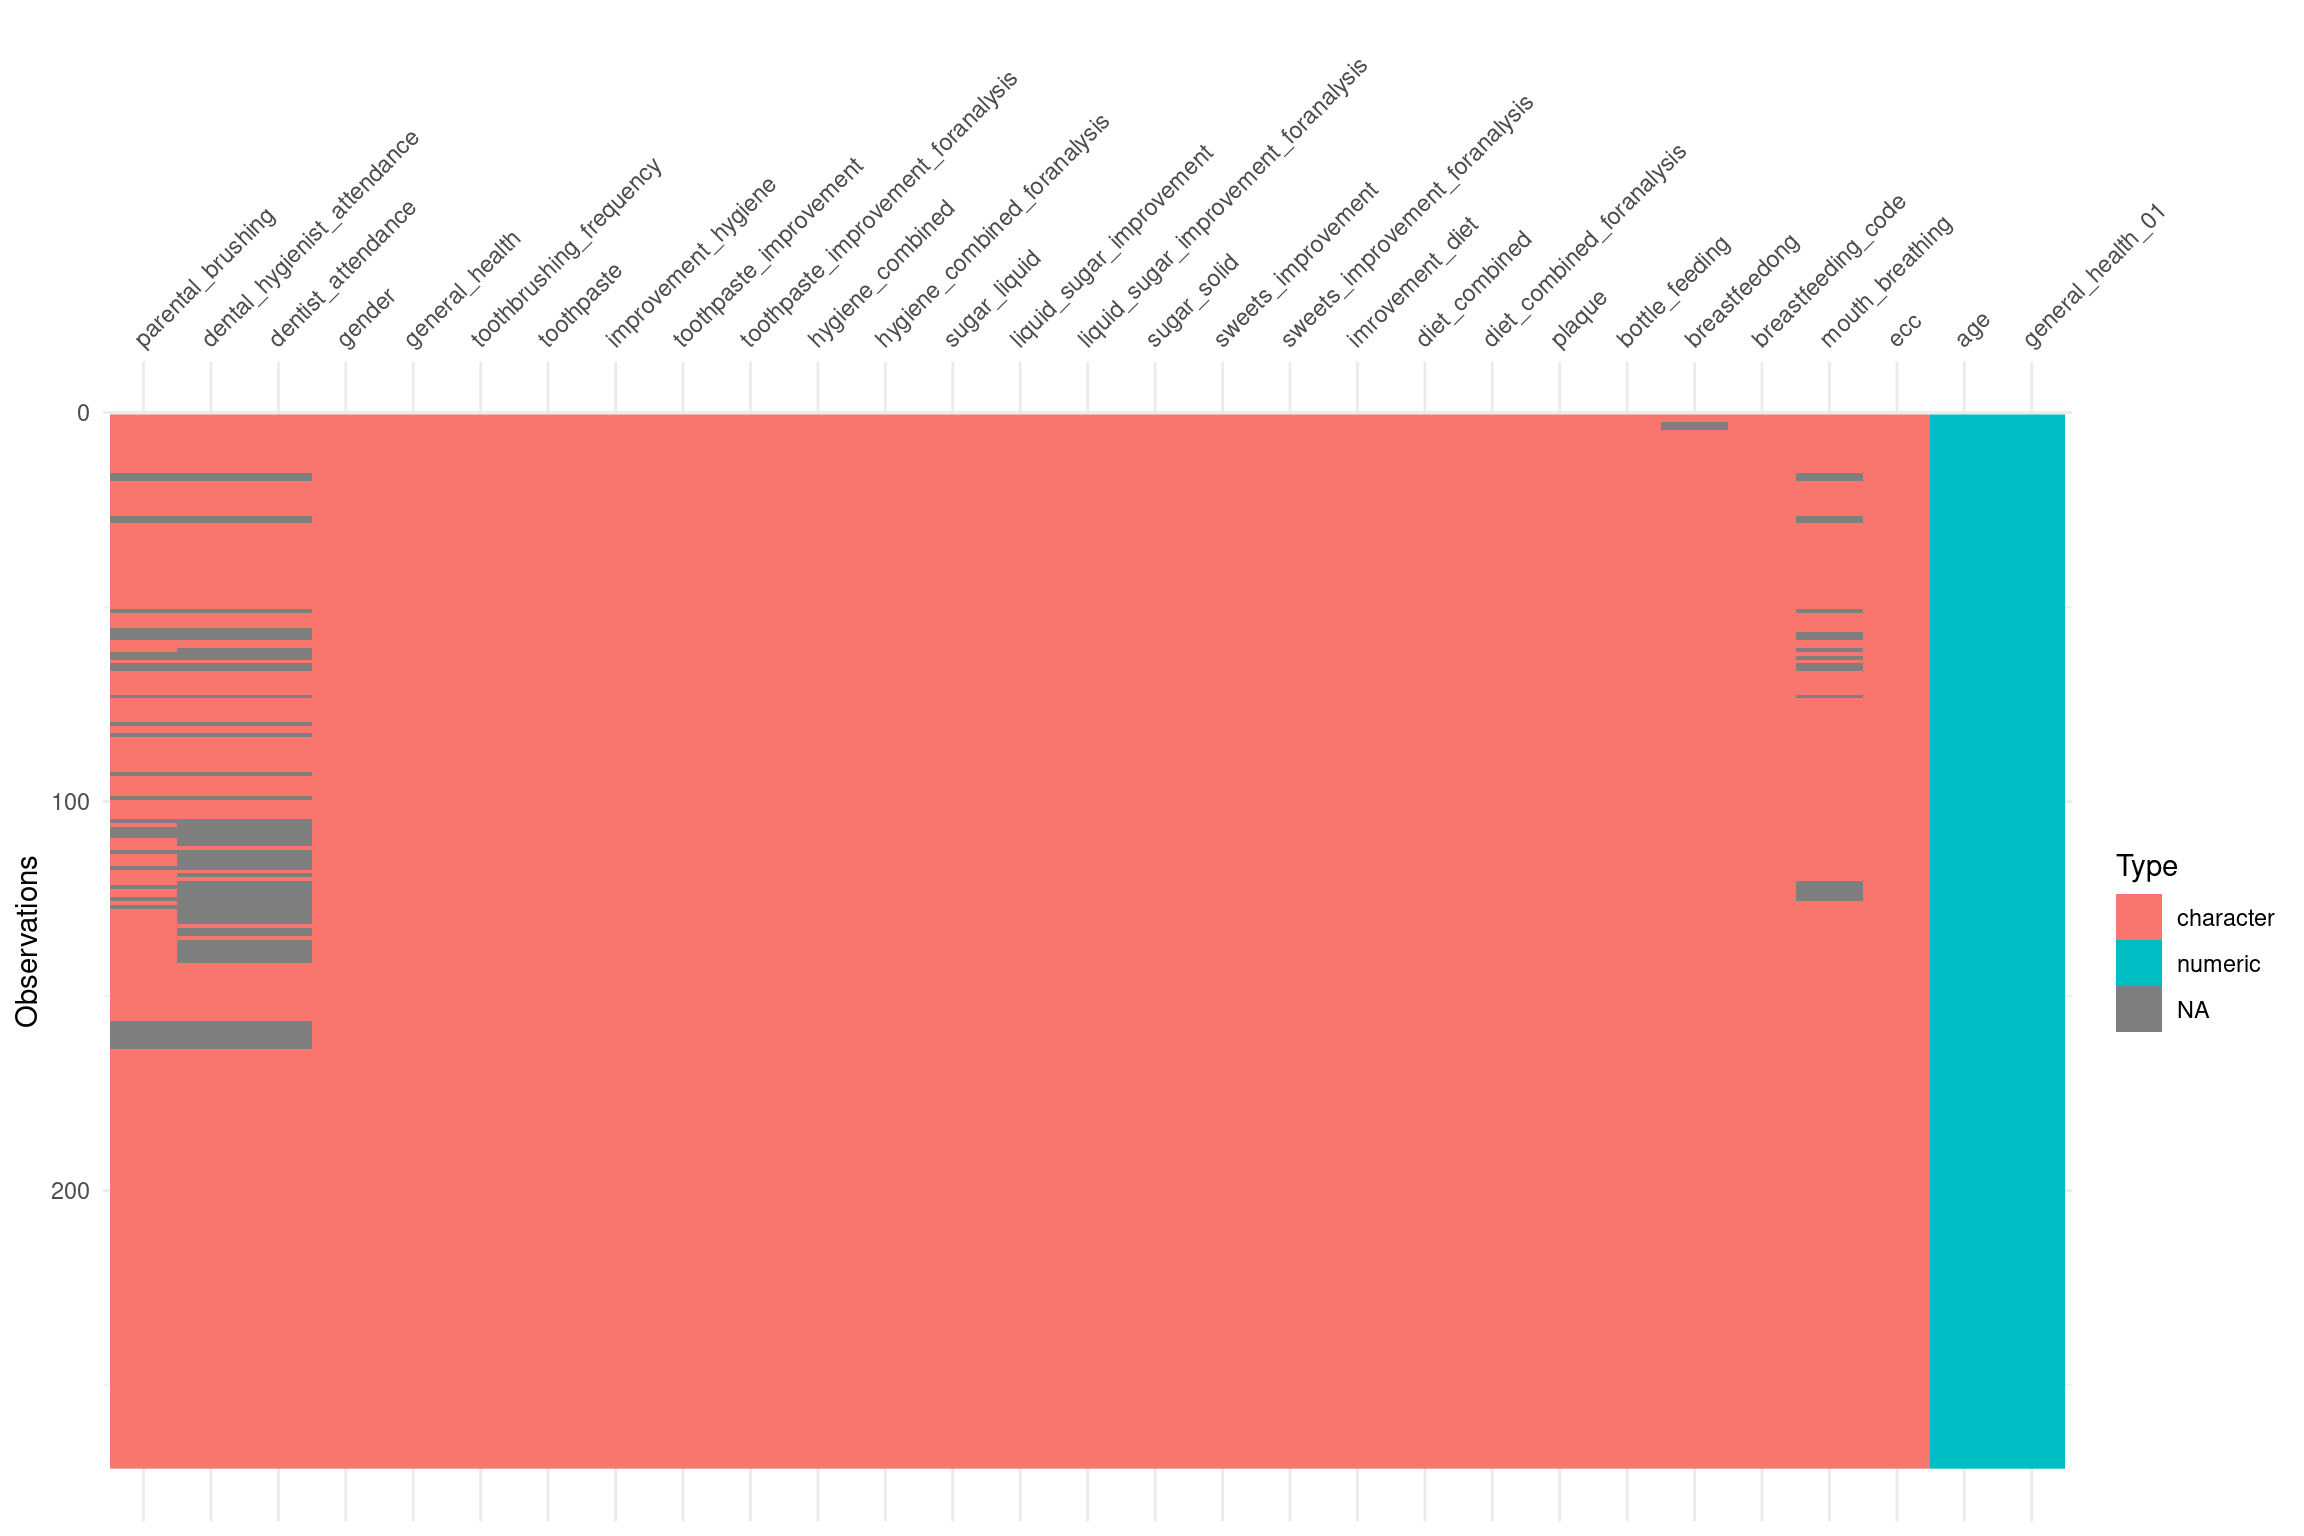 parental_brushing
dental_hygienist_attendance
dentist_attendance
gender
general_health
toothbrushing_frequency
toothpaste
improvement_hygiene
toothpaste_improvement
toothpaste_improvement_foranalysis
hygiene_combined
hygiene_combined_foranalysis
sugar_liquid
liquid_sugar_improvement
liquid_sugar_improvement_foranalysis
sugar_solid
sweets_improvement
sweets_improvement_foranalysis
imrovement_diet
diet_combined
diet_combined_foranalysis
plaque
bottle_feeding
breastfeedong
breastfeeding_code
mouth_breathing
ecc
age
general_health_01
0
100
200
Observations
Type
character
numeric
NA